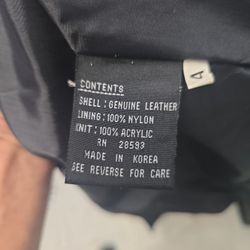 CONTENTS
SHELL: GENUINE LEATHER
LINING: 100% NYLON
KNIT: 100% ACRYLIC
RN 28593
MADE IN KOREA
SEE REVERSE FOR CARE
4